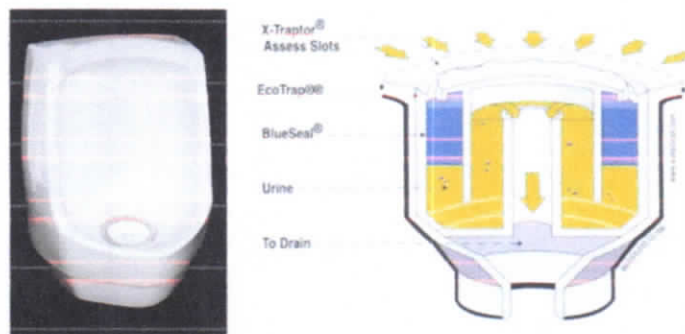 X-Traptor®
Assess Slots
EcoTrap®®
BlueSeal®
Urine
To Drain